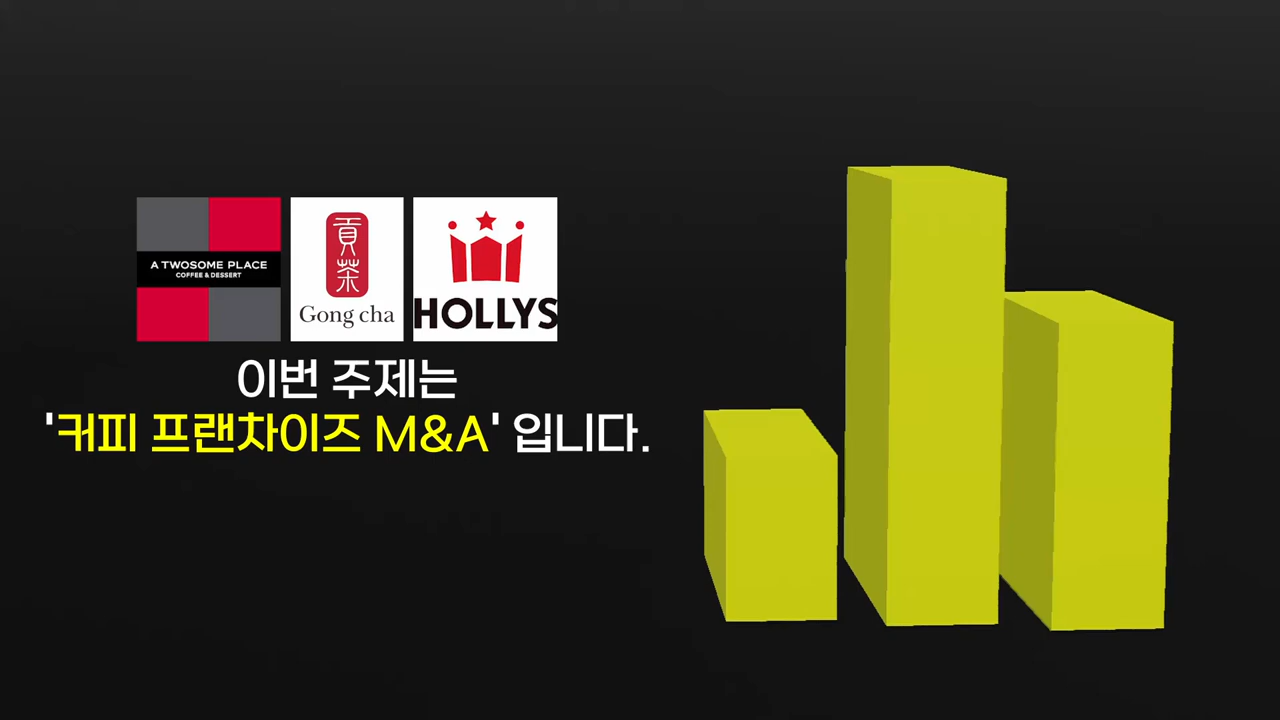 A TWOSOME PLACE
COFFEE & DESSERT
貢茶
Gong cha
HOLLYS
이번 주제는
'커피 프랜차이즈 M&A' 입니다.